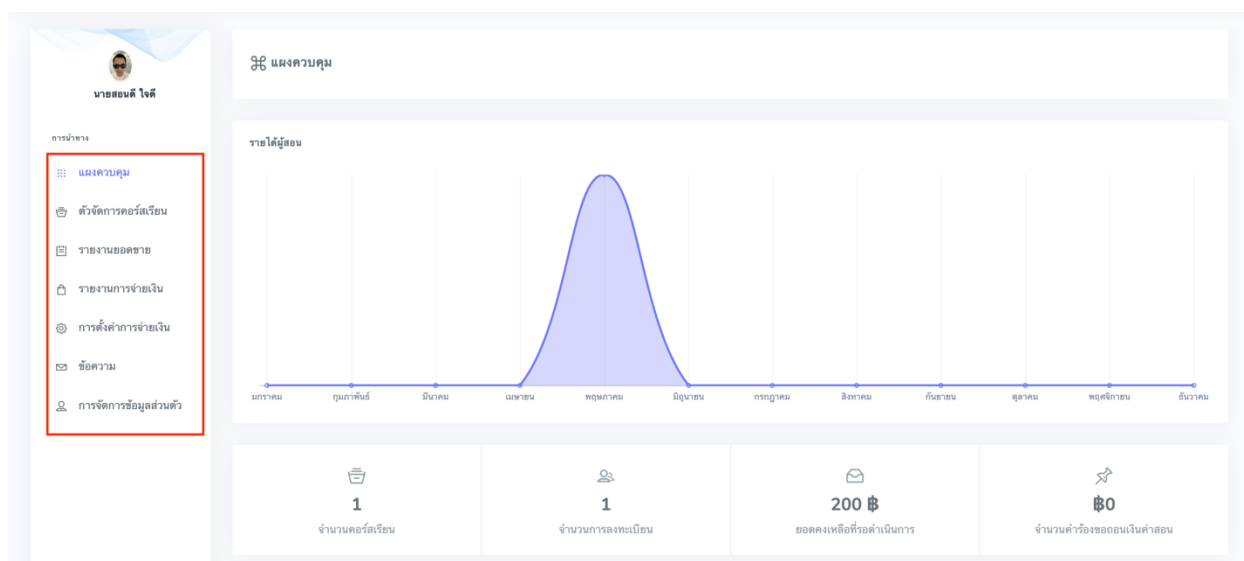 นายสอนดี ใจดี
การนำทาง
แผงควบคุม
ตัวจัดการคอร์สเรียน
รายงานยอดขาย
รายงานการจ่ายเงิน
การตั้งค่าการจ่ายเงิน
ข้อความ
การจัดการข้อมูลส่วนตัว
แผงควบคุม
รายได้ผู้สอน
มกราคม กุมภาพันธ์ มีนาคม เมษายน พฤษภาคม มิถุนายน กรกฎาคม สิงหาคม กันยายน ตุลาคม พฤศจิกายน ธันวาคม
1
จำนวนคอร์สเรียน
1
จำนวนการลงทะเบียน
200 ฿
ยอดคงเหลือที่รอดำเนินการ
฿0
จำนวนคำร้องขอถอนเงินค่าสอน